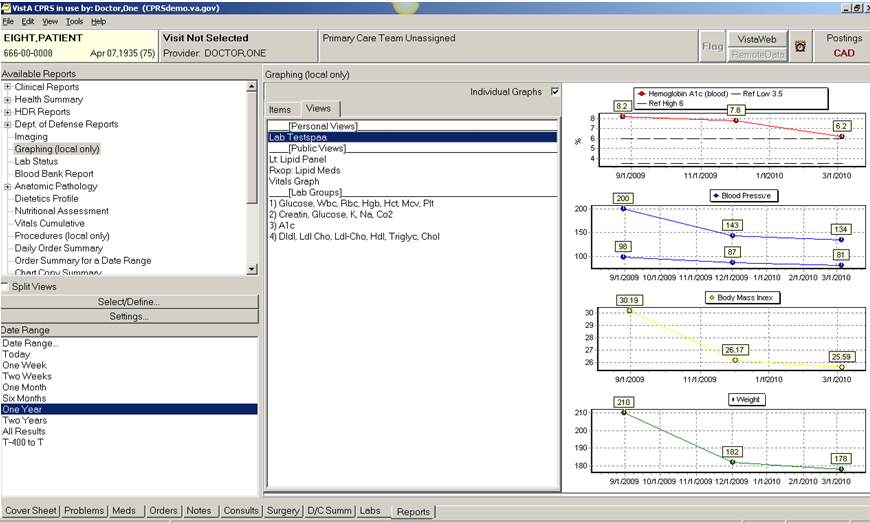 VistA CPRS in use by: Doctor,One (CPRSdemo.va.gov)
File Edit View Tools Help
EIGHT,PATIENT
666-00-0008 Apr 07,1935 (75)
Visit Not Selected
Provider: DOCTOR,ONE
Primary Care Team Unassigned
Flag
VistaWeb
RemoteData
Postings
CAD
Available Reports
Clinical Reports
Health Summary
HDR Reports
Dept. of Defense Reports
Imaging
Graphing (local only)
Lab Status
Blood Bank Report
Anatomic Pathology
Dietetics Profile
Nutritional Assessment
Vitals Cumulative
Procedures (local only)
Daily Order Summary
Order Summary for a Date Range
Chart Copy Summary
Split Views
Select/Define...
Settings...
Date Range
Date Range...
Today
One Week
Two Weeks
One Month
Six Months
One Year
Two Years
All Results
T-400 to T
Graphing (local only)
Individual Graphs
Items Views
[Personal Views]
Lab Testspaa
[Public Views]
Lt Lipid Panel
Rxop: Lipid Meds
Vitals Graph
[Lab Groups]
1) Glucose, Wbc, Rbc, Hgb, Hct, Mcv, Plt
2) Creatin, Glucose, K, Na, Co2
3) A1c
4) Dldl, Ldl Cho, Ldl-Cho, Hdl, Triglyc, Chol
Hemoglobin A1c (blood) Ref Low 3.5
Ref High 6
8.2 7.8 6.2
8
7
6
5
4
%
9/1/2009 11/1/2009 1/1/2010 3/1/2010
Blood Pressure
200 143 134
98 87 81
200
150
100
9/1/2009 10/1/2009 11/1/2009 12/1/2009 1/1/2010 2/1/2010 3/1/2010
Body Mass Index
30.19 26.17 25.59
30
29
28
27
26
9/1/2009 11/1/2009 1/1/2010 3/1/2010
Weight
210 182 178
210
200
190
180
9/1/2009 10/1/2009 11/1/2009 12/1/2009 1/1/2010 2/1/2010 3/1/2010
Cover Sheet Problems Meds Orders Notes Consults Surgery D/C Summ Labs Reports